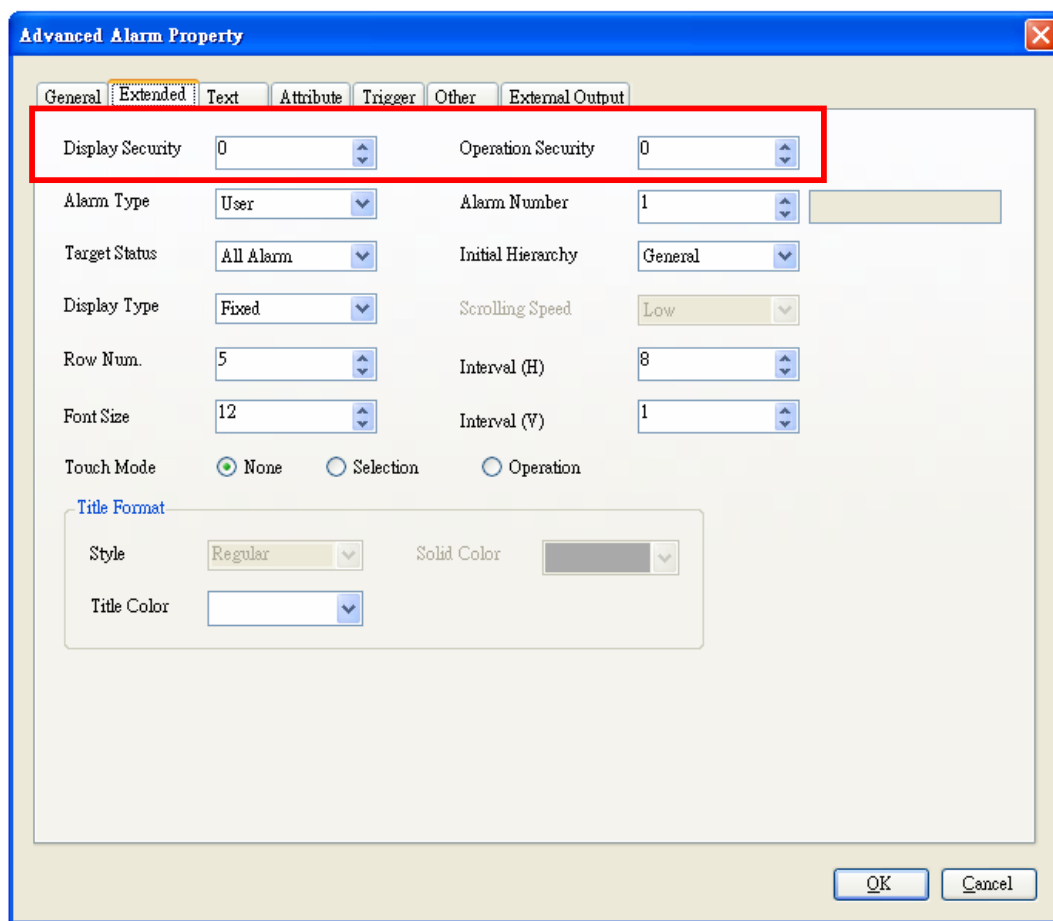 Advanced Alarm Property
General Extended Text Attribute Trigger Other External Output
Display Security 0 Operation Security 0
Alarm Type User Alarm Number 1
Target Status All Alarm Initial Hierarchy General
Display Type Fixed Scrolling Speed Low
Row Num. 5 Interval (H) 8
Font Size 12 Interval (V) 1
Touch Mode None Selection Operation
Title Format
Style Regular Solid Color
Title Color
OK Cancel